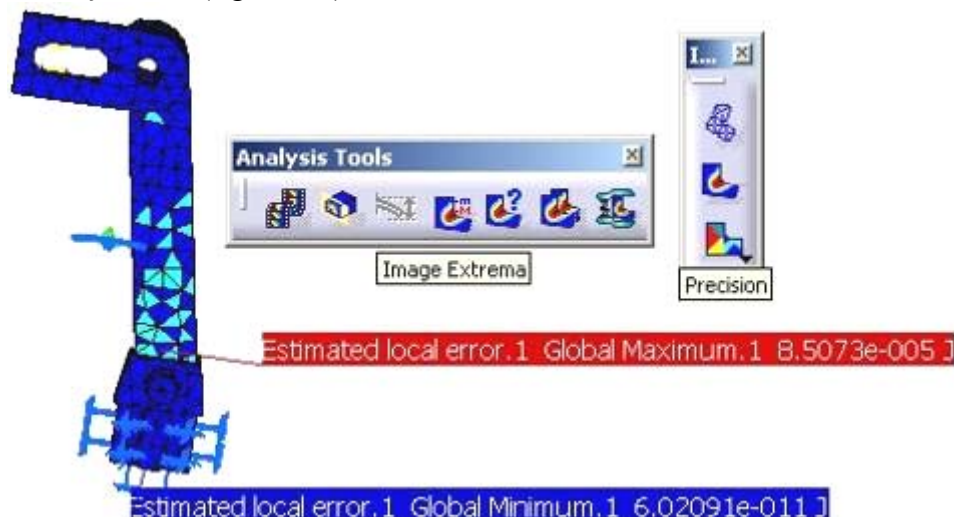 I...
Analysis Tools
Image Extrema
Precision
Estimated local error.1 Global Maximum.1 8.5073e-005 J
Estimated local error.1 Global Minimum.1 6.02091e-011 J